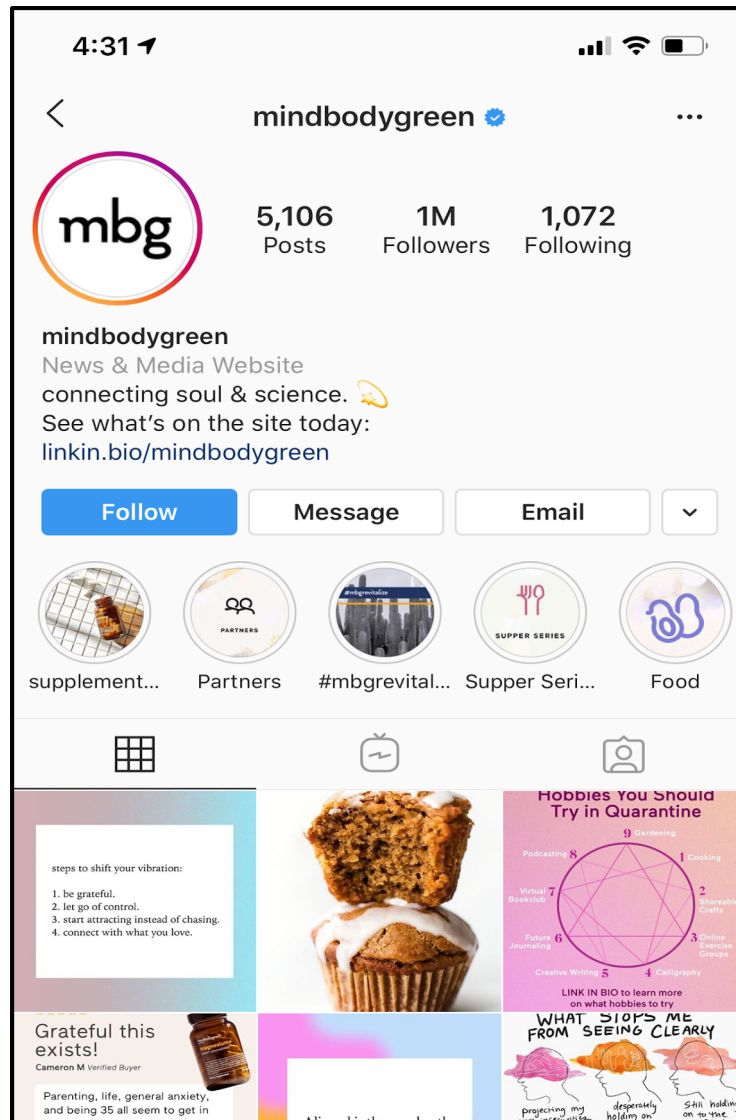 4:31
mindbodygreen
mbg
5,106
Posts
1M
Followers
1,072
Following
mindbodygreen
News & Media Website
connecting soul & science.
See what's on the site today:
linkin.bio/mindbodygreen
Follow
Message
Email
PARTNERS
#mbgrevitalize
SUPPER SERIES
supplement...
Partners
#mbgrevital...
Supper Seri...
Food
steps to shift your vibration:
1. be grateful.
2. let go of control.
3. start attracting instead of chasing.
4. connect with what you love.
Hobbies You Should
Try in Quarantine
9 Gardening
1 Cooking
2 Shareable
Crafts
3 Online
Exercise
Groups
4 Calligraphy
Creative Writing 5
Future 6
Journaling
Virtual 7
Bookclub
Podcasting 8
LINK IN BIO to learn more
on what hobbies to try
Grateful this
exists!
Cameron M Verified Buyer
Parenting, life, general anxiety,
and being 35 all seem to get in
magnesium+
WHAT STOPS ME
FROM SEEING CLEARLY
projecting my
desperately
holding on
still holding
on to the